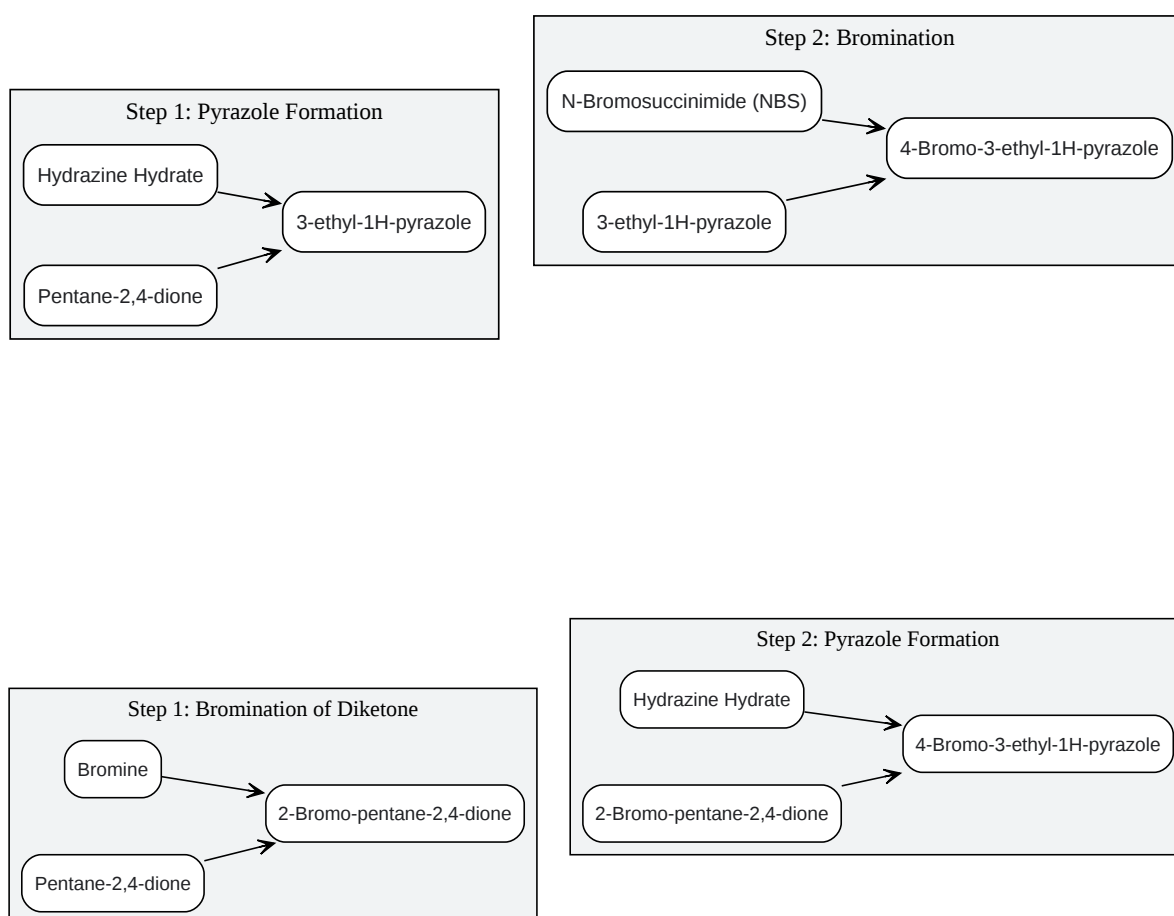 Step 1: Pyrazole Formation
Hydrazine Hydrate
Pentane-2,4-dione
3-ethyl-1H-pyrazole
Step 2: Bromination
N-Bromosuccinimide (NBS)
3-ethyl-1H-pyrazole
4-Bromo-3-ethyl-1H-pyrazole
Step 1: Bromination of Diketone
Bromine
Pentane-2,4-dione
2-Bromo-pentane-2,4-dione
Step 2: Pyrazole Formation
Hydrazine Hydrate
2-Bromo-pentane-2,4-dione
4-Bromo-3-ethyl-1H-pyrazole